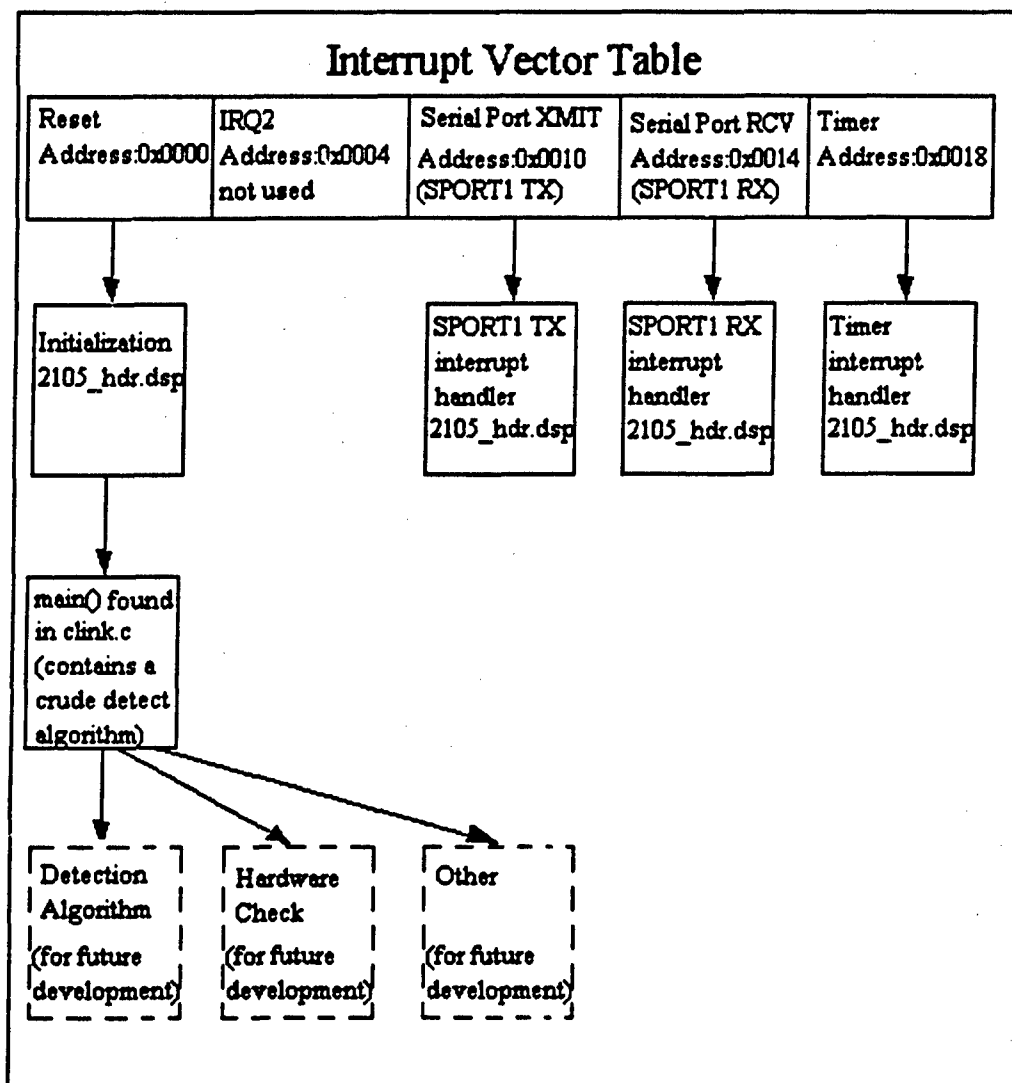 Interrupt Vector Table
Reset
Address:0x0000
IRQ2
Address:0x0004
not used
Serial Port XMIT
Address:0x0010
(SPORT1 TX)
Serial Port RCV
Address:0x0014
(SPORT1 RX)
Timer
Address:0x0018
Initialization
2105_hdr.dsp
SPORT1 TX
interrupt
handler
2105_hdr.dsp
SPORT1 RX
interrupt
handler
2105_hdr.dsp
Timer
interrupt
handler
2105_hdr.dsp
main() found
in clink.c
(contains a
crude detect
algorithm)
Detection
Algorithm
(for future
development)
Hardware
Check
(for future
development)
Other
(for future
development)